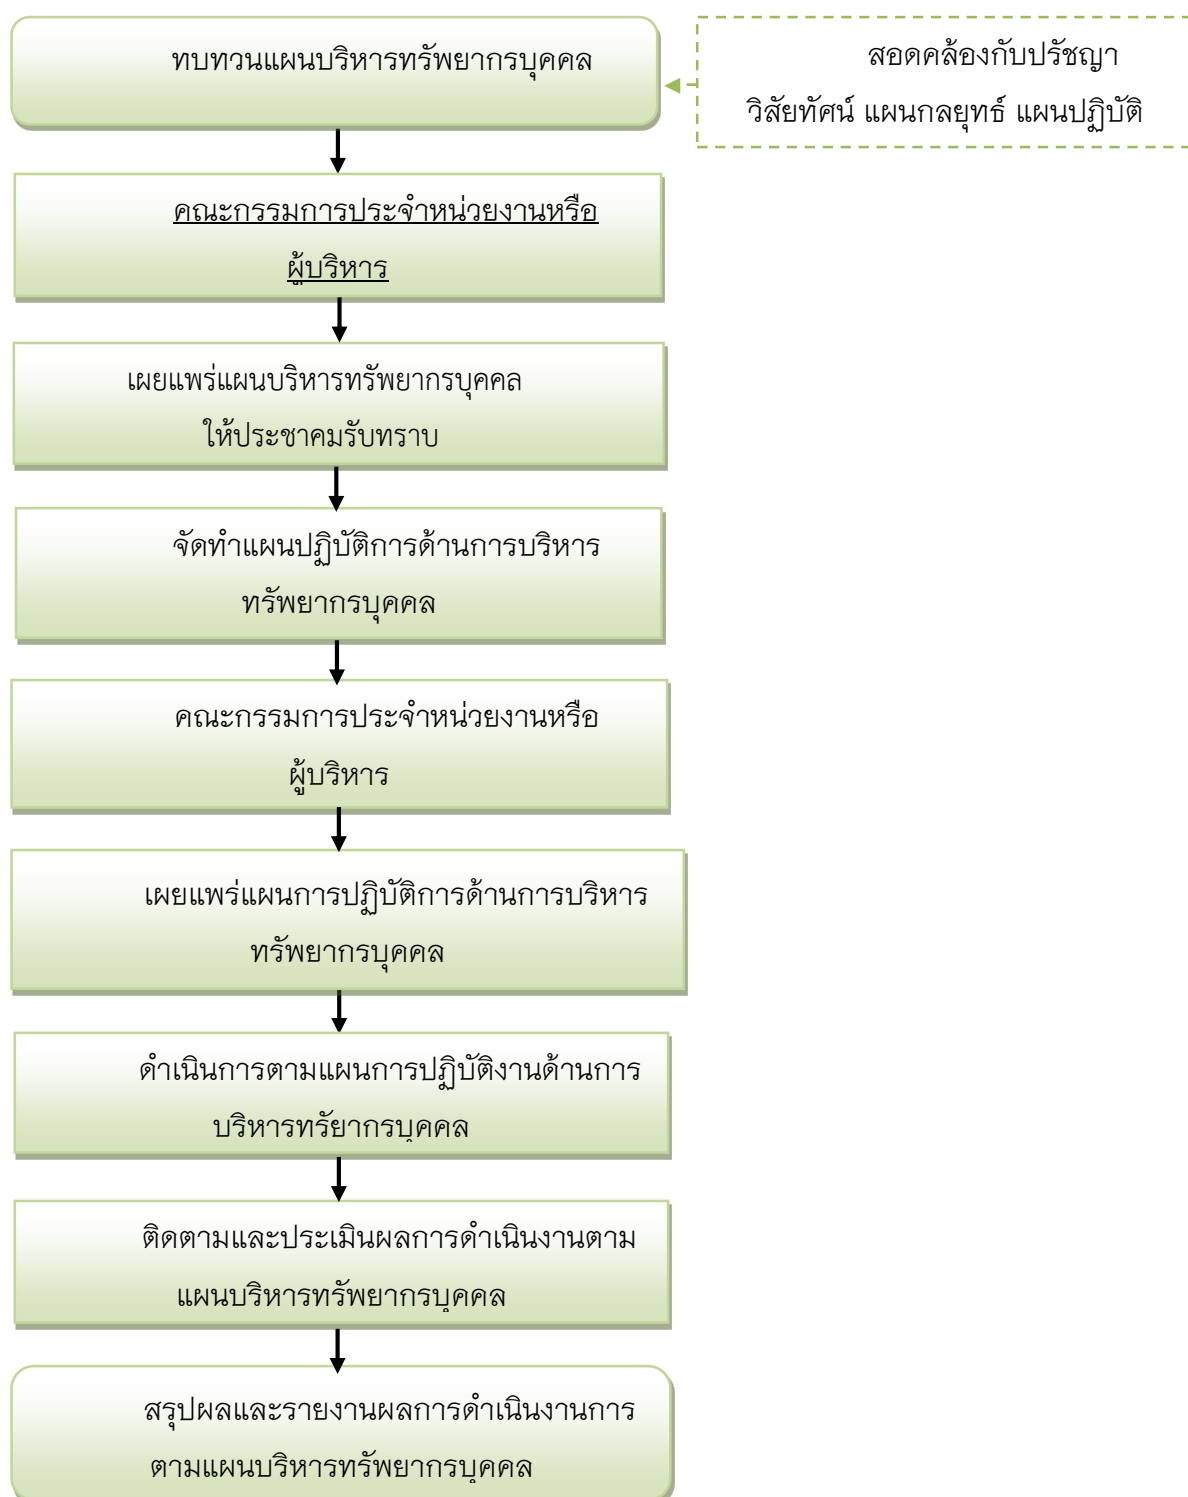 ทบทวนแผนบริหารทรัพยากรบุคคล
สอดคล้องกับปรัชญา
วิสัยทัศน์ แผนกลยุทธ์ แผนปฏิบัติ
คณะกรรมการประจำหน่วยงานหรือ
ผู้บริหาร
เผยแพร่แผนบริหารทรัพยากรบุคคล
ให้ประชาคมรับทราบ
จัดทำแผนปฏิบัติการด้านการบริหาร
ทรัพยากรบุคคล
คณะกรรมการประจำหน่วยงานหรือ
ผู้บริหาร
เผยแพร่แผนการปฏิบัติการด้านการบริหาร
ทรัพยากรบุคคล
ดำเนินการตามแผนการปฏิบัติงานด้านการ
บริหารทรัยากรบุคคล
ติดตามและประเมินผลการดำเนินงานตาม
แผนบริหารทรัพยากรบุคคล
สรุปผลและรายงานผลการดำเนินงานการ
ตามแผนบริหารทรัพยากรบุคคล